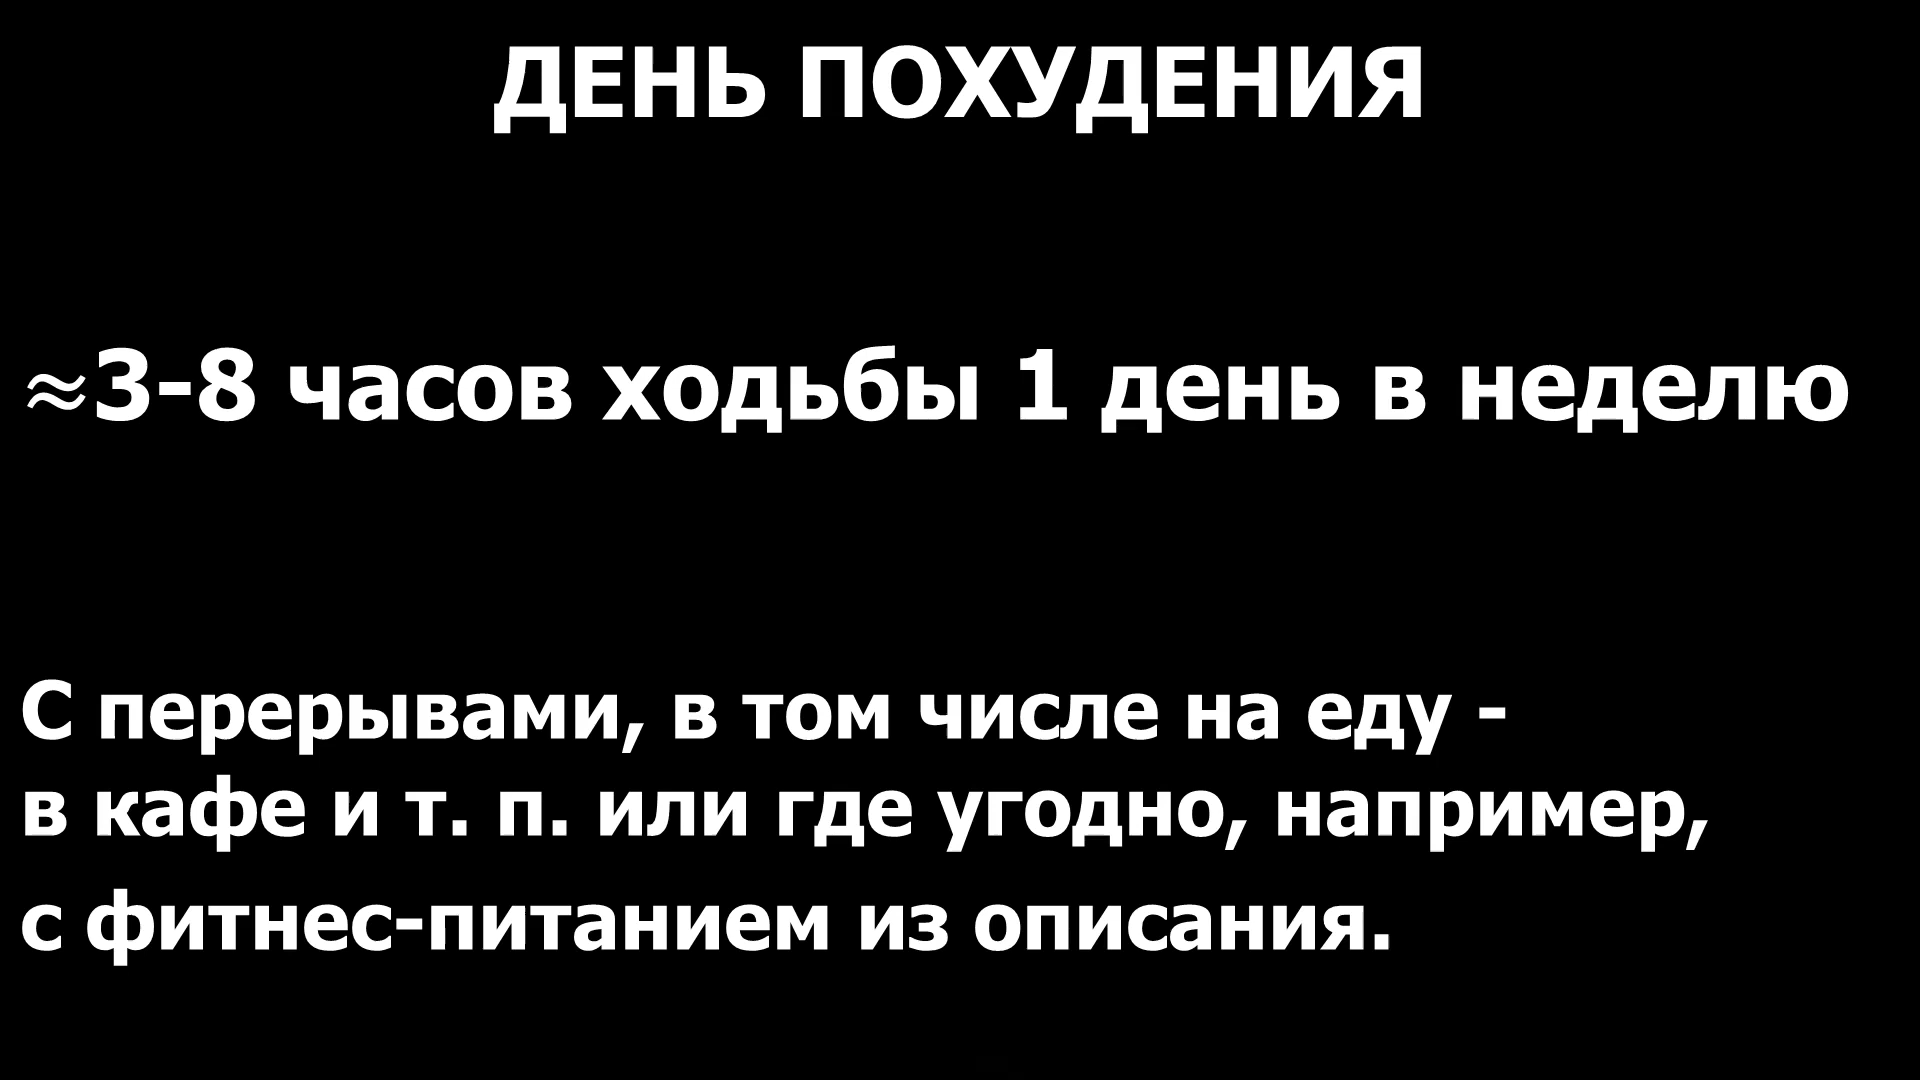 ДЕНЬ ПОХУДЕНИЯ
≈3-8 часов ходьбы 1 день в неделю
С перерывами, в том числе на еду -
в кафе и т. п. или где угодно, например,
с фитнес-питанием из описания.